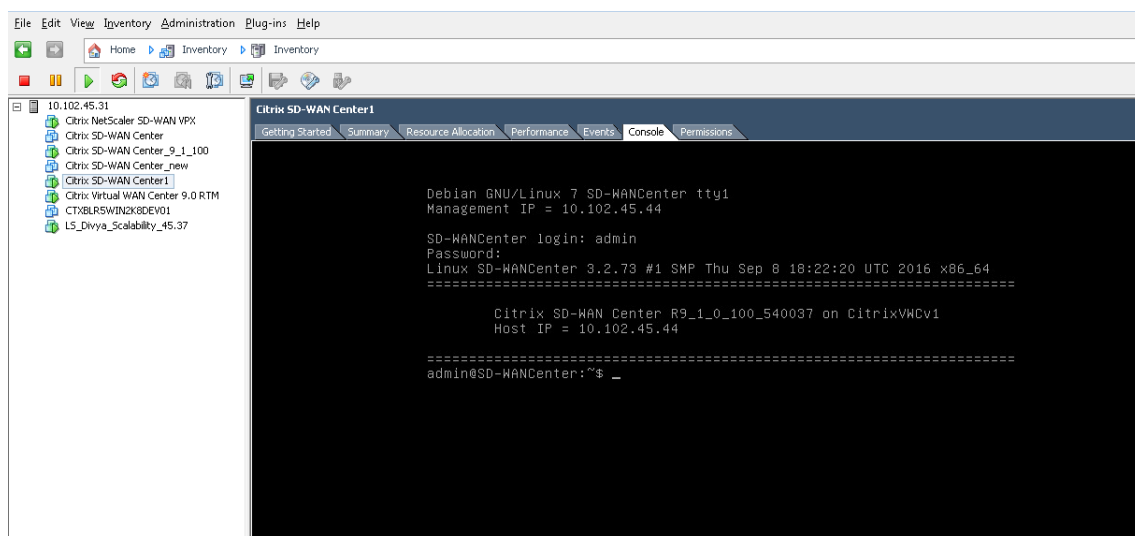 File Edit View Inventory Administration Plug-ins Help
Home Inventory Inventory
10.102.45.31
Citrix NetScaler SD-WAN VPX
Citrix SD-WAN Center
Citrix SD-WAN Center_9_1_100
Citrix SD-WAN Center_new
Citrix SD-WAN Center1
Citrix Virtual WAN Center 9.0 RTM
CTXBLR5WIN2K8DEV01
LS_Divya_Scalability_45.37
Citrix SD-WAN Center1
Getting Started Summary Resource Allocation Performance Events Console Permissions
Debian GNU/Linux 7 SD-WANCenter tty1
Management IP = 10.102.45.44
SD-WANCenter login: admin
Password:
Linux SD-WANCenter 3.2.73 #1 SMP Thu Sep 8 18:22:20 UTC 2016 x86_64
======================================================================
Citrix SD-WAN Center R9_1_0_100_540037 on CitrixVWCv1
Host IP = 10.102.45.44
======================================================================
admin@SD-WANCenter:~$ _